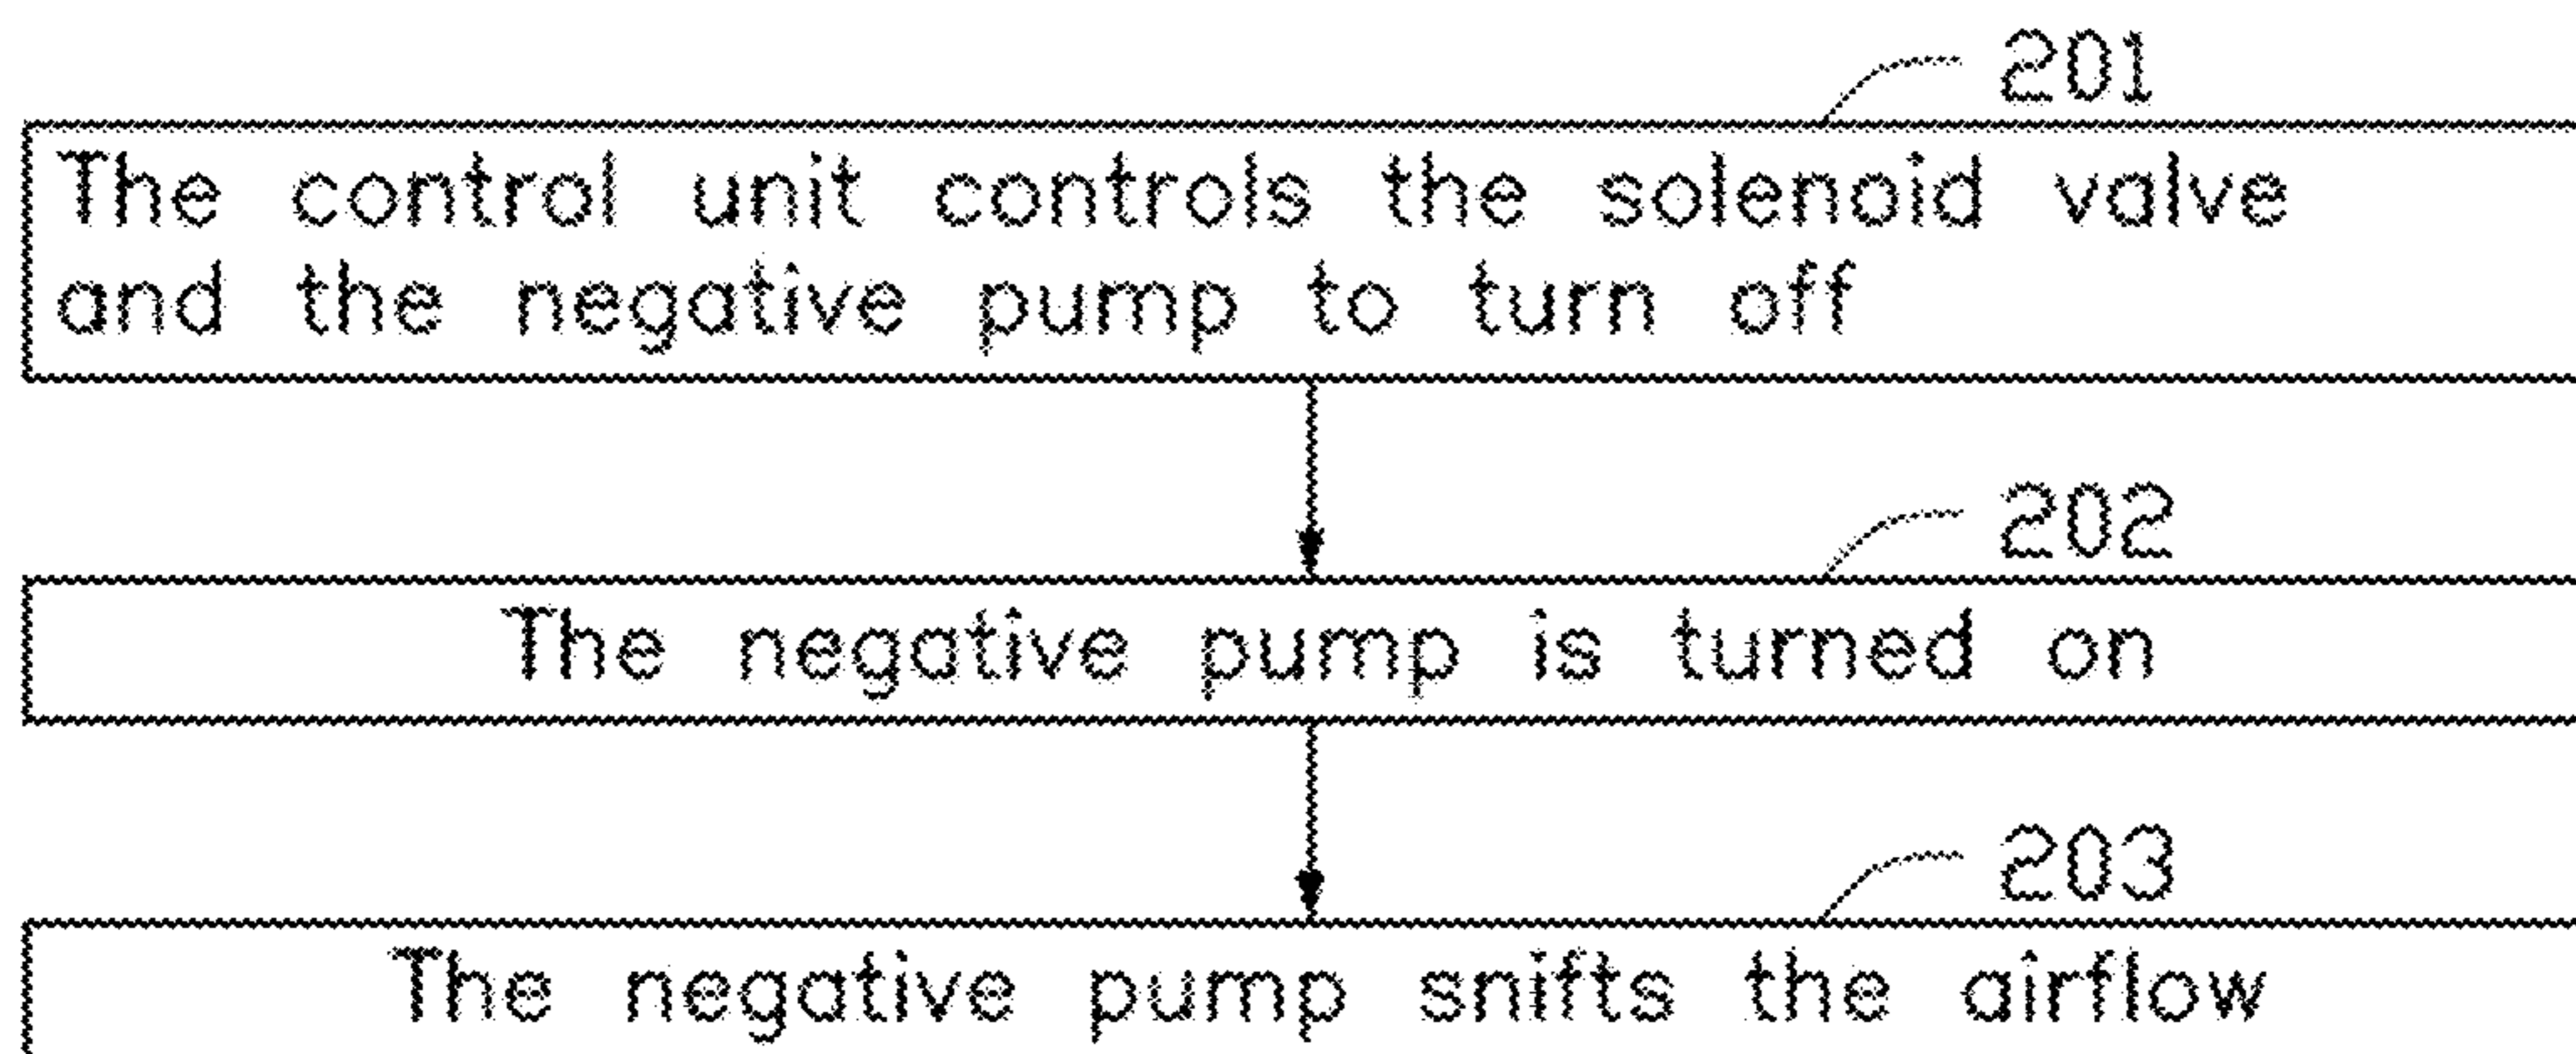 201
The control unit controls the solenoid valve
and the negative pump to turn off
202
The negative pump is turned on
203
The negative pump snifts the airflow